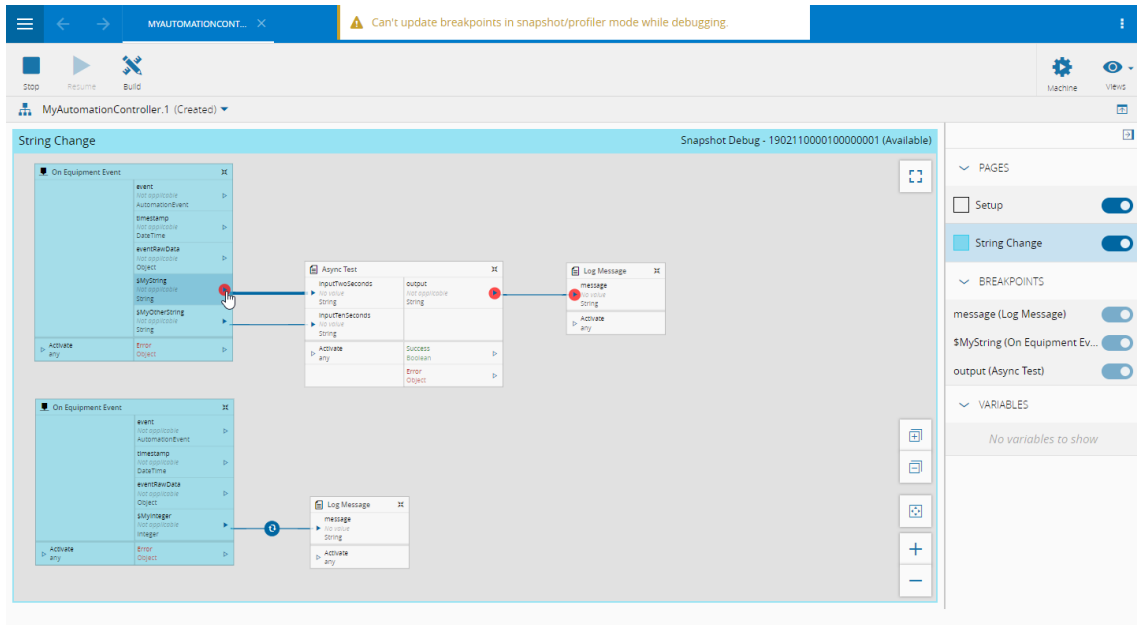 MYAUTOMATIONCONT...
Can't update breakpoints in snapshot/profiler mode while debugging.
Stop
Resume
Build
Machine
Views
MyAutomationController.1 (Created)
String Change
Snapshot Debug - 1902110000100000001 (Available)
On Equipment Event
event
Not applicable
AutomationEvent
timestamp
Not applicable
DateTime
eventRawData
Not applicable
Object
$MyString
Not applicable
String
$MyOtherString
Not applicable
String
Activate
any
Error
Object
Async Test
inputTwoSeconds
No value
String
output
Not applicable
String
inputTenSeconds
No value
String
Activate
any
Success
Boolean
Error
Object
Log Message
message
No value
String
Activate
any
On Equipment Event
event
Not applicable
AutomationEvent
timestamp
Not applicable
DateTime
eventRawData
Not applicable
Object
$MyInteger
Not applicable
Integer
Activate
any
Error
Object
Log Message
message
No value
String
Activate
any
PAGES
Setup
String Change
BREAKPOINTS
message (Log Message)
$MyString (On Equipment Ev...
output (Async Test)
VARIABLES
No variables to show